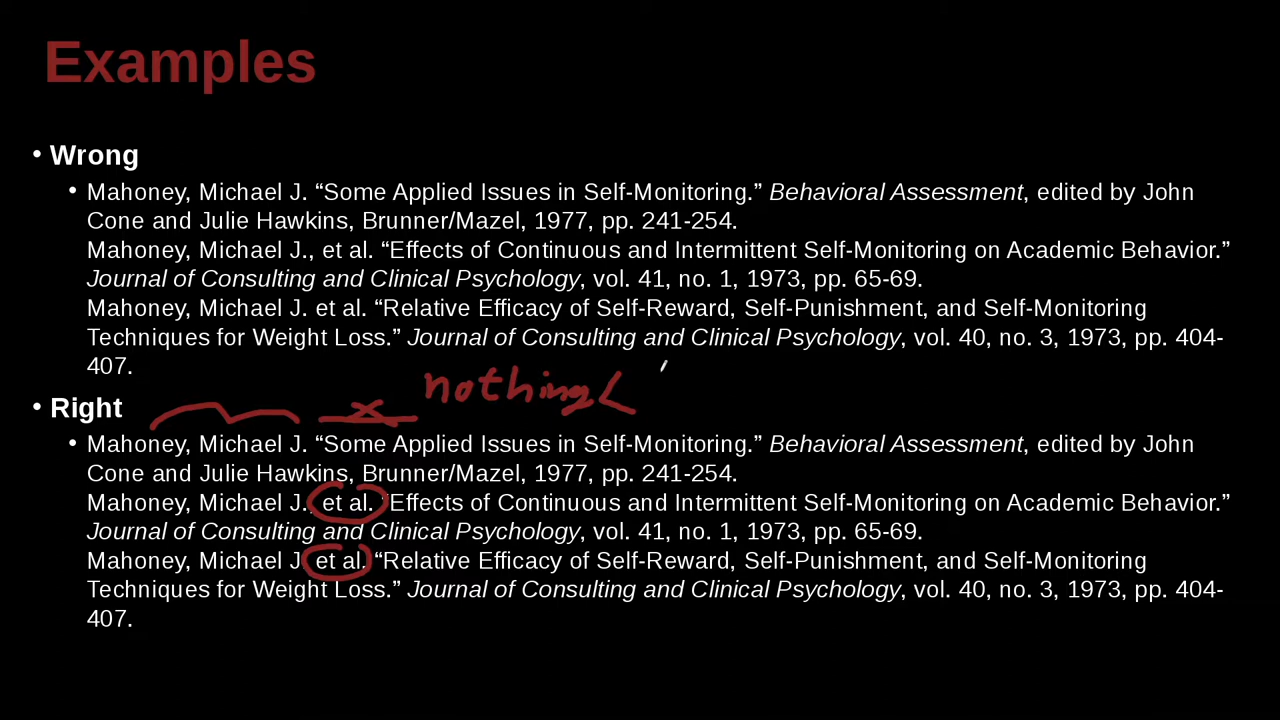 Examples
• Wrong
• Mahoney, Michael J. “Some Applied Issues in Self-Monitoring.” Behavioral Assessment, edited by John
Cone and Julie Hawkins, Brunner/Mazel, 1977, pp. 241-254.
Mahoney, Michael J., et al. “Effects of Continuous and Intermittent Self-Monitoring on Academic Behavior.”
Journal of Consulting and Clinical Psychology, vol. 41, no. 1, 1973, pp. 65-69.
Mahoney, Michael J. et al. “Relative Efficacy of Self-Reward, Self-Punishment, and Self-Monitoring
Techniques for Weight Loss.” Journal of Consulting and Clinical Psychology, vol. 40, no. 3, 1973, pp. 404-
407.
nothing <
• Right
• Mahoney, Michael J. “Some Applied Issues in Self-Monitoring.” Behavioral Assessment, edited by John
Cone and Julie Hawkins, Brunner/Mazel, 1977, pp. 241-254.
Mahoney, Michael J., et al. “Effects of Continuous and Intermittent Self-Monitoring on Academic Behavior.”
Journal of Consulting and Clinical Psychology, vol. 41, no. 1, 1973, pp. 65-69.
Mahoney, Michael J. et al. “Relative Efficacy of Self-Reward, Self-Punishment, and Self-Monitoring
Techniques for Weight Loss.” Journal of Consulting and Clinical Psychology, vol. 40, no. 3, 1973, pp. 404-
407.